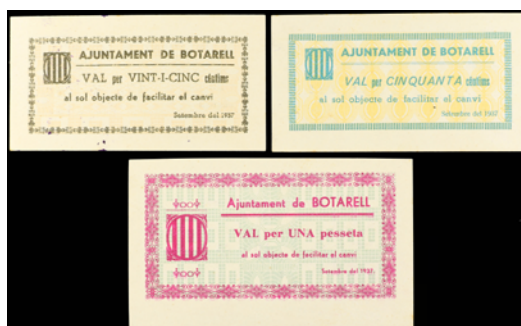 AJUNTAMENT DE BOTARELL
VAL per VINT-I-CINC cèntims
al sol objecte de facilitar el canvi
Setembre del 1937
AJUNTAMENT DE BOTARELL
VAL per CINQUANTA cèntims
al sol objecte de facilitar el canvi
Setembre del 1937
Ajuntament de BOTARELL
VAL per UNA pesseta
al sol objecte de facilitar el canvi
Setembre del 1937.